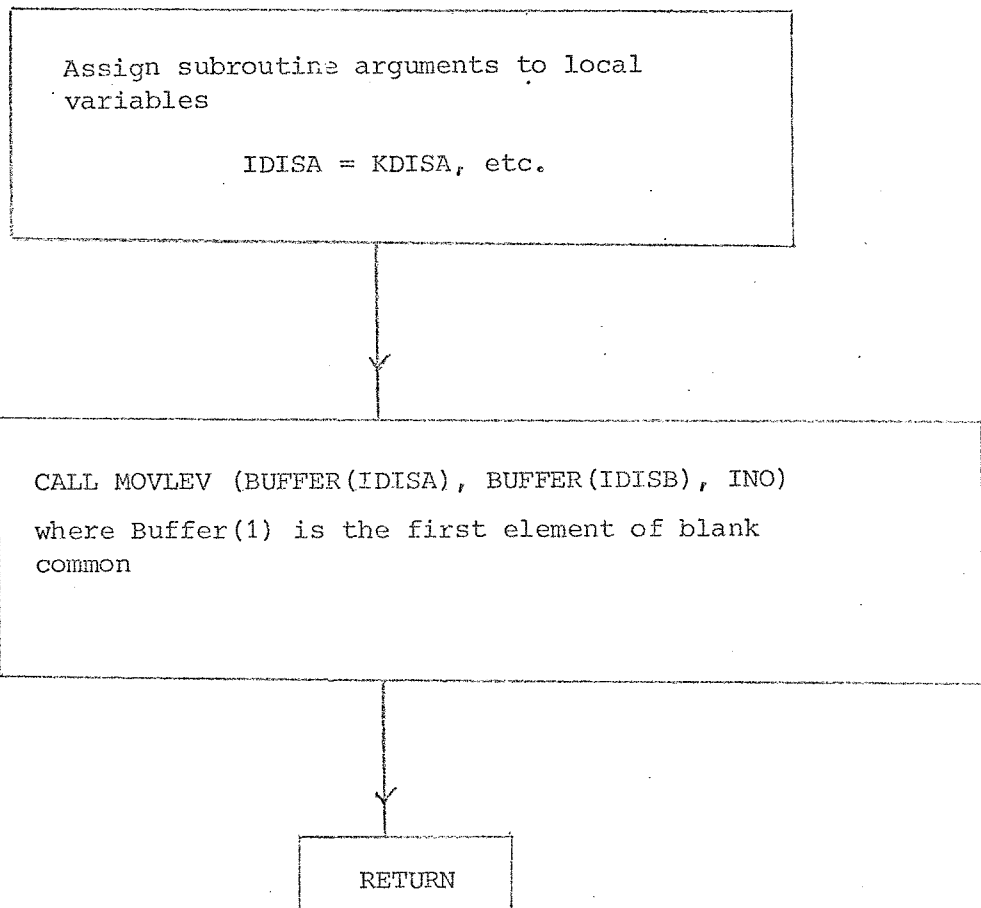 Assign subroutine arguments to local
variables
IDISA = KDISA, etc.
CALL MOVLEV (BUFFER(IDISA), BUFFER(IDISB), INO)
where Buffer(1) is the first element of blank
common
RETURN